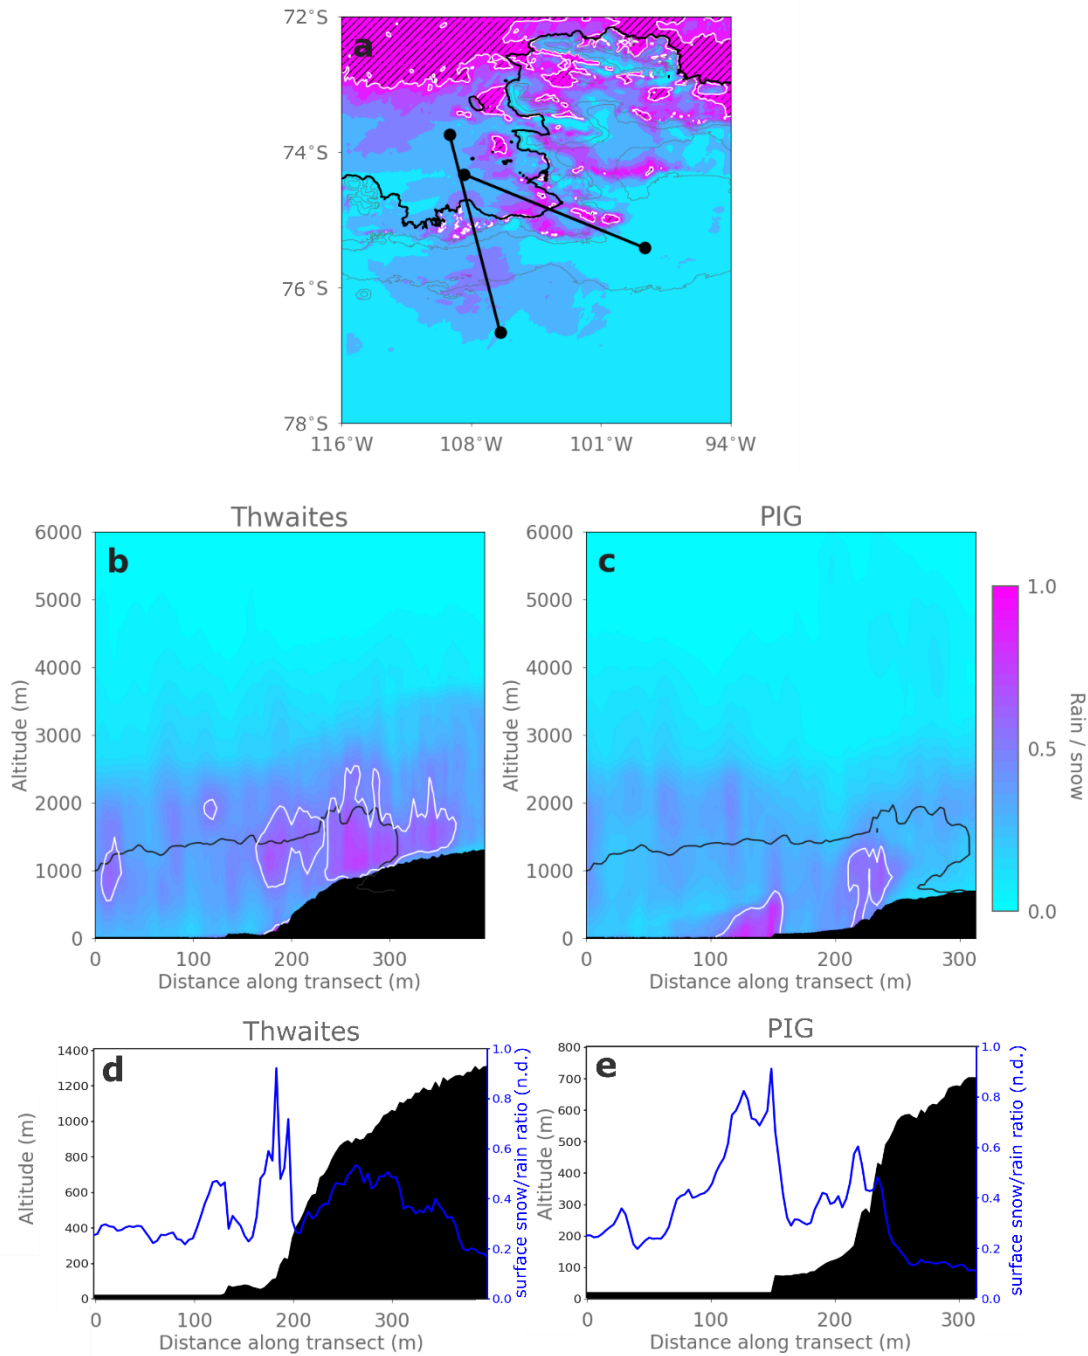 72°S
a
74°S
76°S
78°S
116°W 108°W 101°W 94°W
Thwaites
PIG
6000
5000
4000
3000
2000
1000
0
Altitude (m)
b
0 100 200 300
Distance along transect (m)
6000
5000
4000
3000
2000
1000
0
Altitude (m)
c
0 100 200 300
Distance along transect (m)
1.0
0.5
0.0
Rain / snow
Thwaites
PIG
1400
1200
1000
800
600
400
200
0
Altitude (m)
d
1.0
0.8
0.6
0.4
0.2
0.0
surface snow/rain ratio (n.d.)
0 100 200 300
Distance along transect (m)
800
700
600
500
400
300
200
100
0
Altitude (m)
e
1.0
0.8
0.6
0.4
0.2
0.0
surface snow/rain ratio (n.d.)
0 100 200 300
Distance along transect (m)